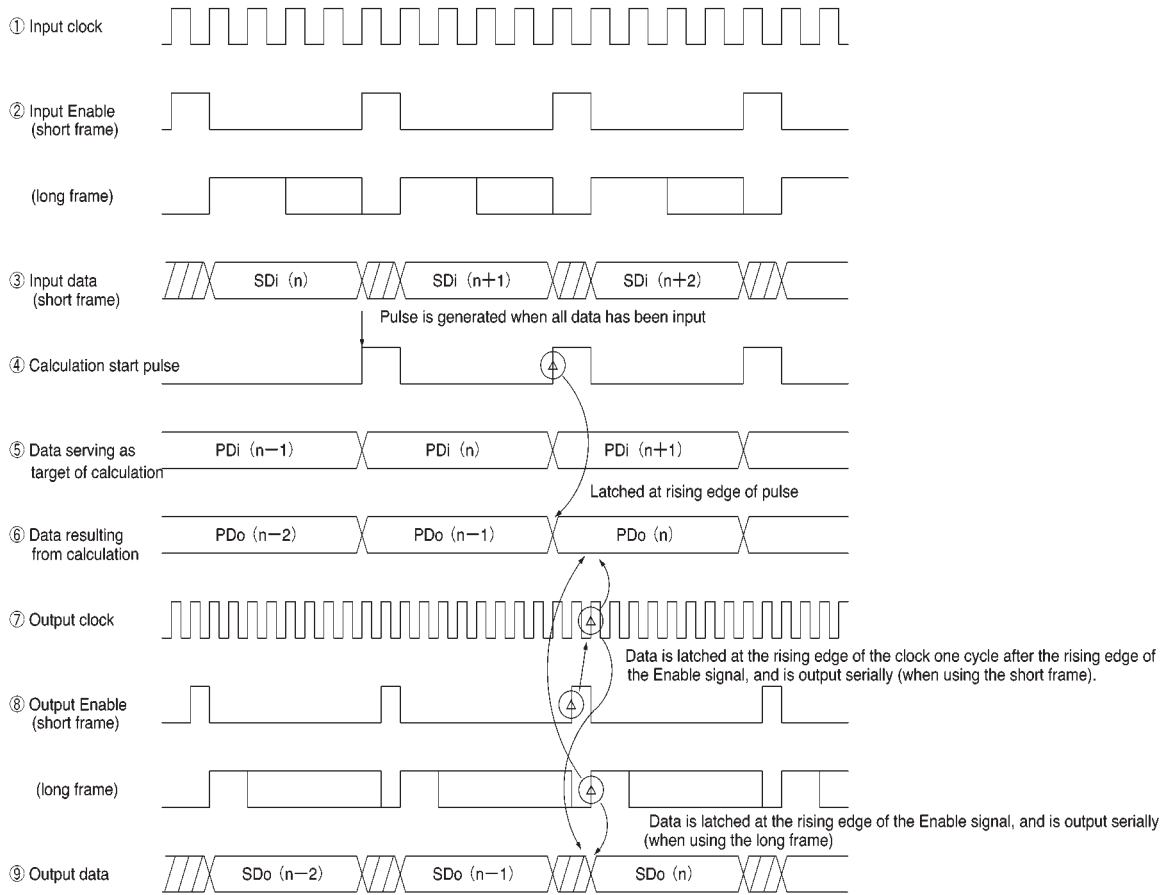 ① Input clock
② Input Enable
(short frame)
(long frame)
③ Input data
(short frame)
SDi (n)
SDi (n+1)
SDi (n+2)
Pulse is generated when all data has been input
④ Calculation start pulse
⑤ Data serving as
target of calculation
PDi (n−1)
PDi (n)
PDi (n+1)
Latched at rising edge of pulse
⑥ Data resulting
from calculation
PDo (n−2)
PDo (n−1)
PDo (n)
⑦ Output clock
Data is latched at the rising edge of the clock one cycle after the rising edge of
the Enable signal, and is output serially (when using the short frame).
⑧ Output Enable
(short frame)
(long frame)
Data is latched at the rising edge of the Enable signal, and is output serially
(when using the long frame)
⑨ Output data
SDo (n−2)
SDo (n−1)
SDo (n)